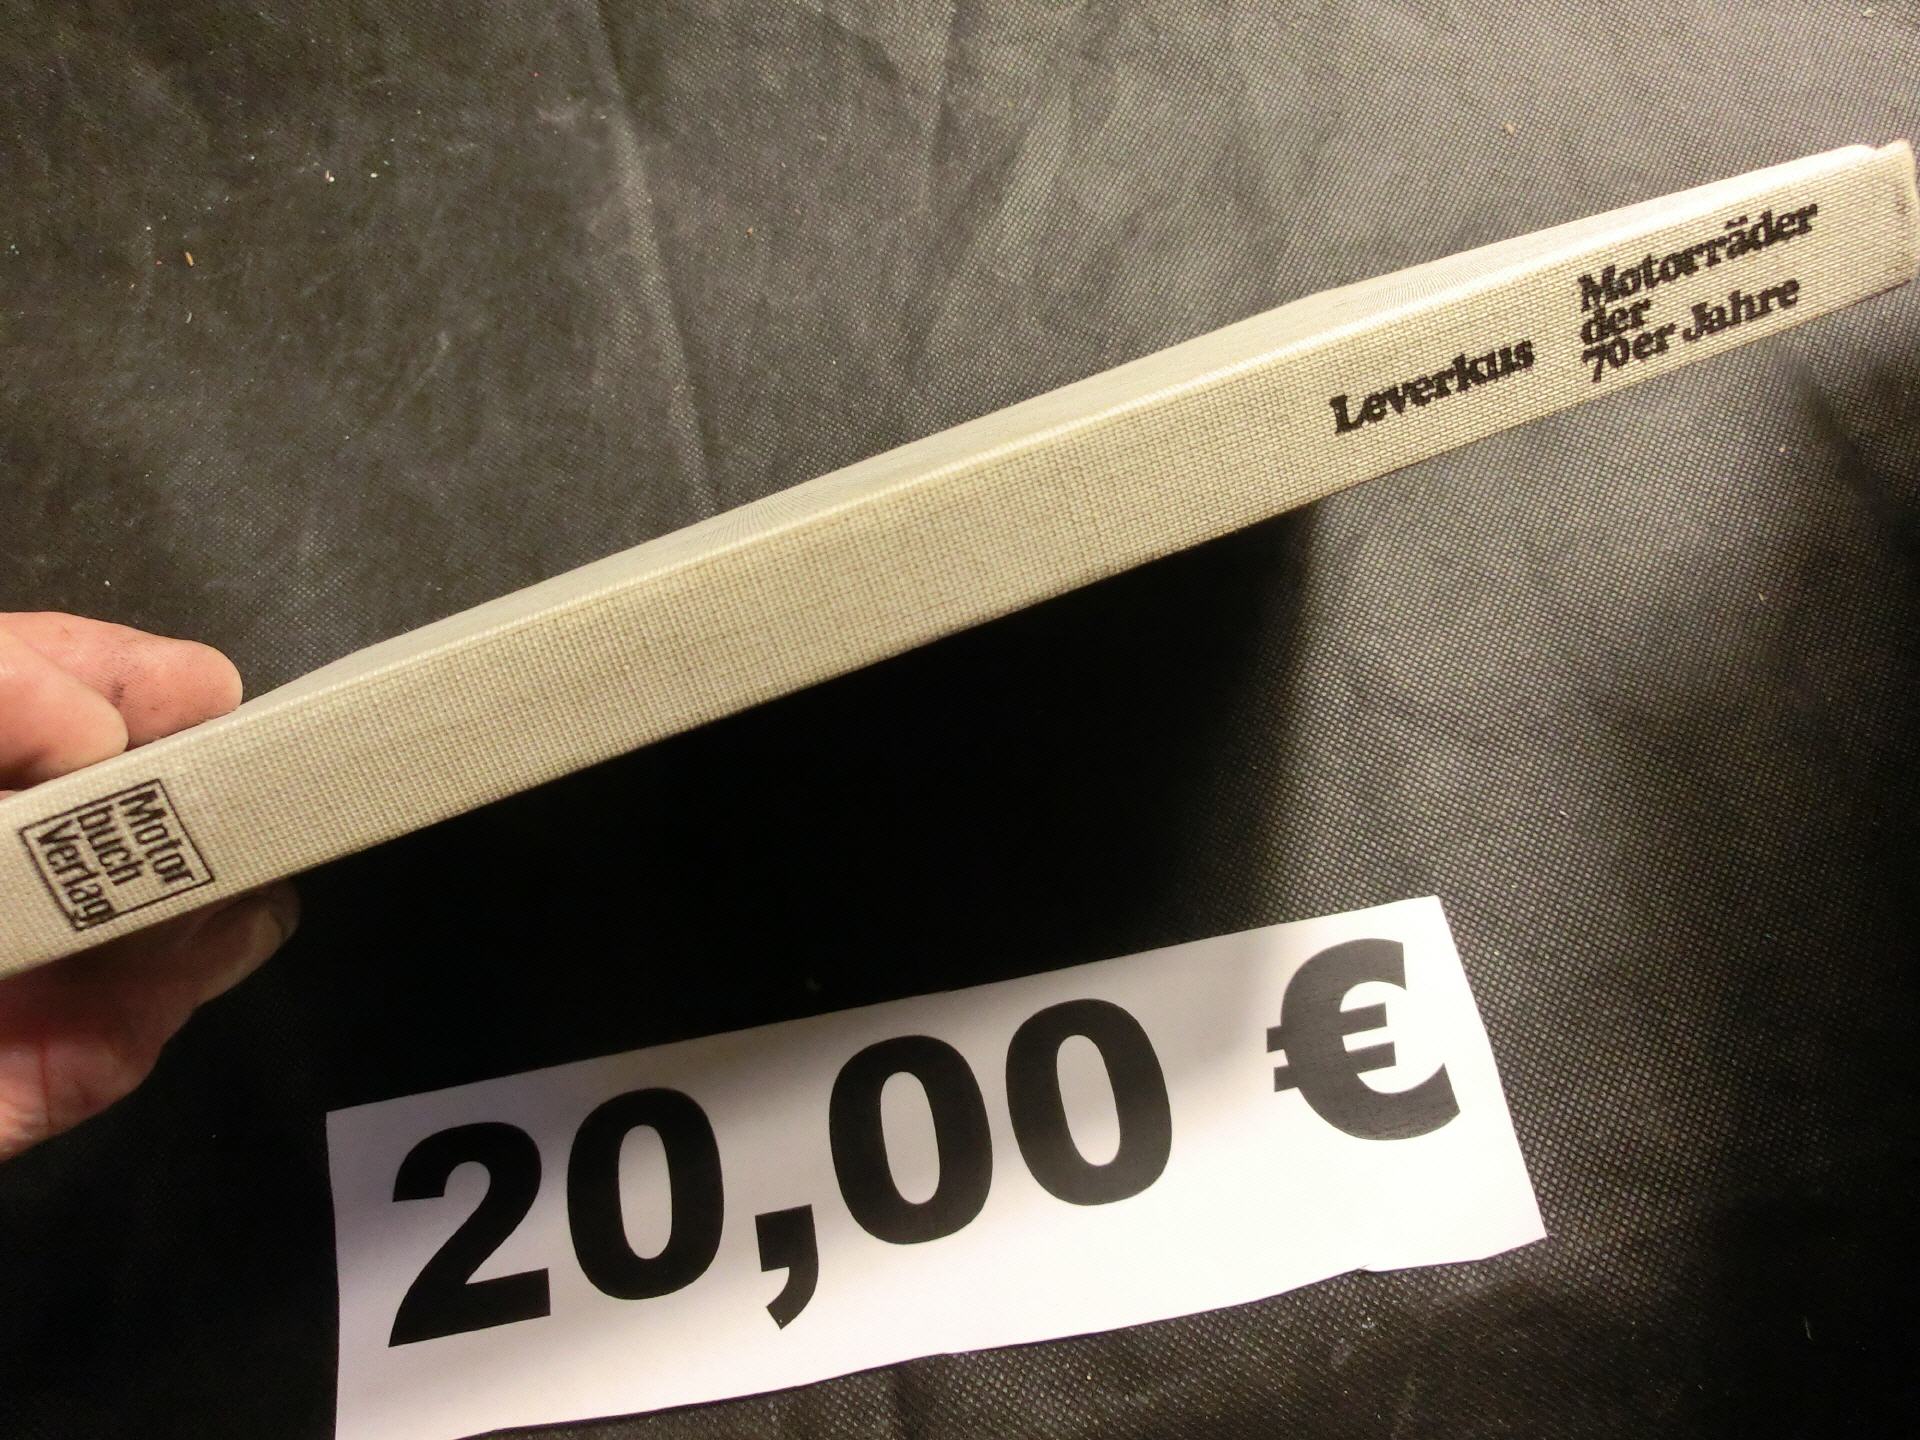 Leverkus
Motorräder
der
70er Jahre
Motor
buch
Verlag
20,00 €